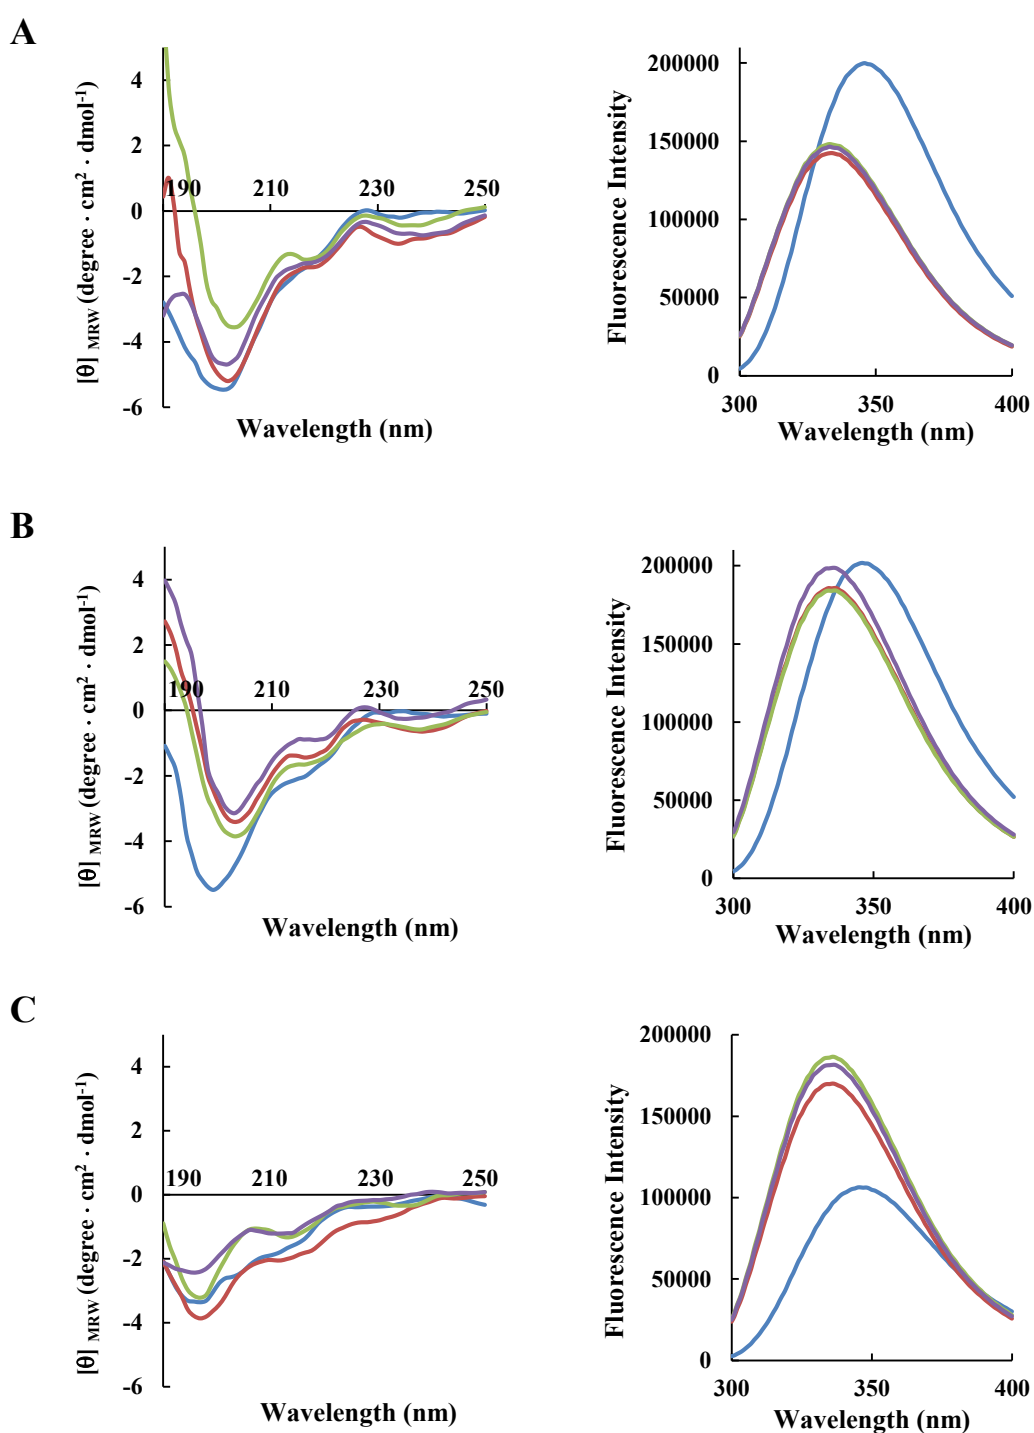 A
[θ] MRW (degree · cm² · dmol⁻¹)
4
2
0
-2
-4
-6
190 210 230 250
Wavelength (nm)
Fluorescence Intensity
200000
150000
100000
50000
0
300 350 400
Wavelength (nm)
B
[θ] MRW (degree · cm² · dmol⁻¹)
4
2
0
-2
-4
-6
190 210 230 250
Wavelength (nm)
Fluorescence Intensity
200000
150000
100000
50000
0
300 350 400
Wavelength (nm)
C
[θ] MRW (degree · cm² · dmol⁻¹)
4
2
0
-2
-4
-6
190 210 230 250
Wavelength (nm)
Fluorescence Intensity
200000
150000
100000
50000
0
300 350 400
Wavelength (nm)